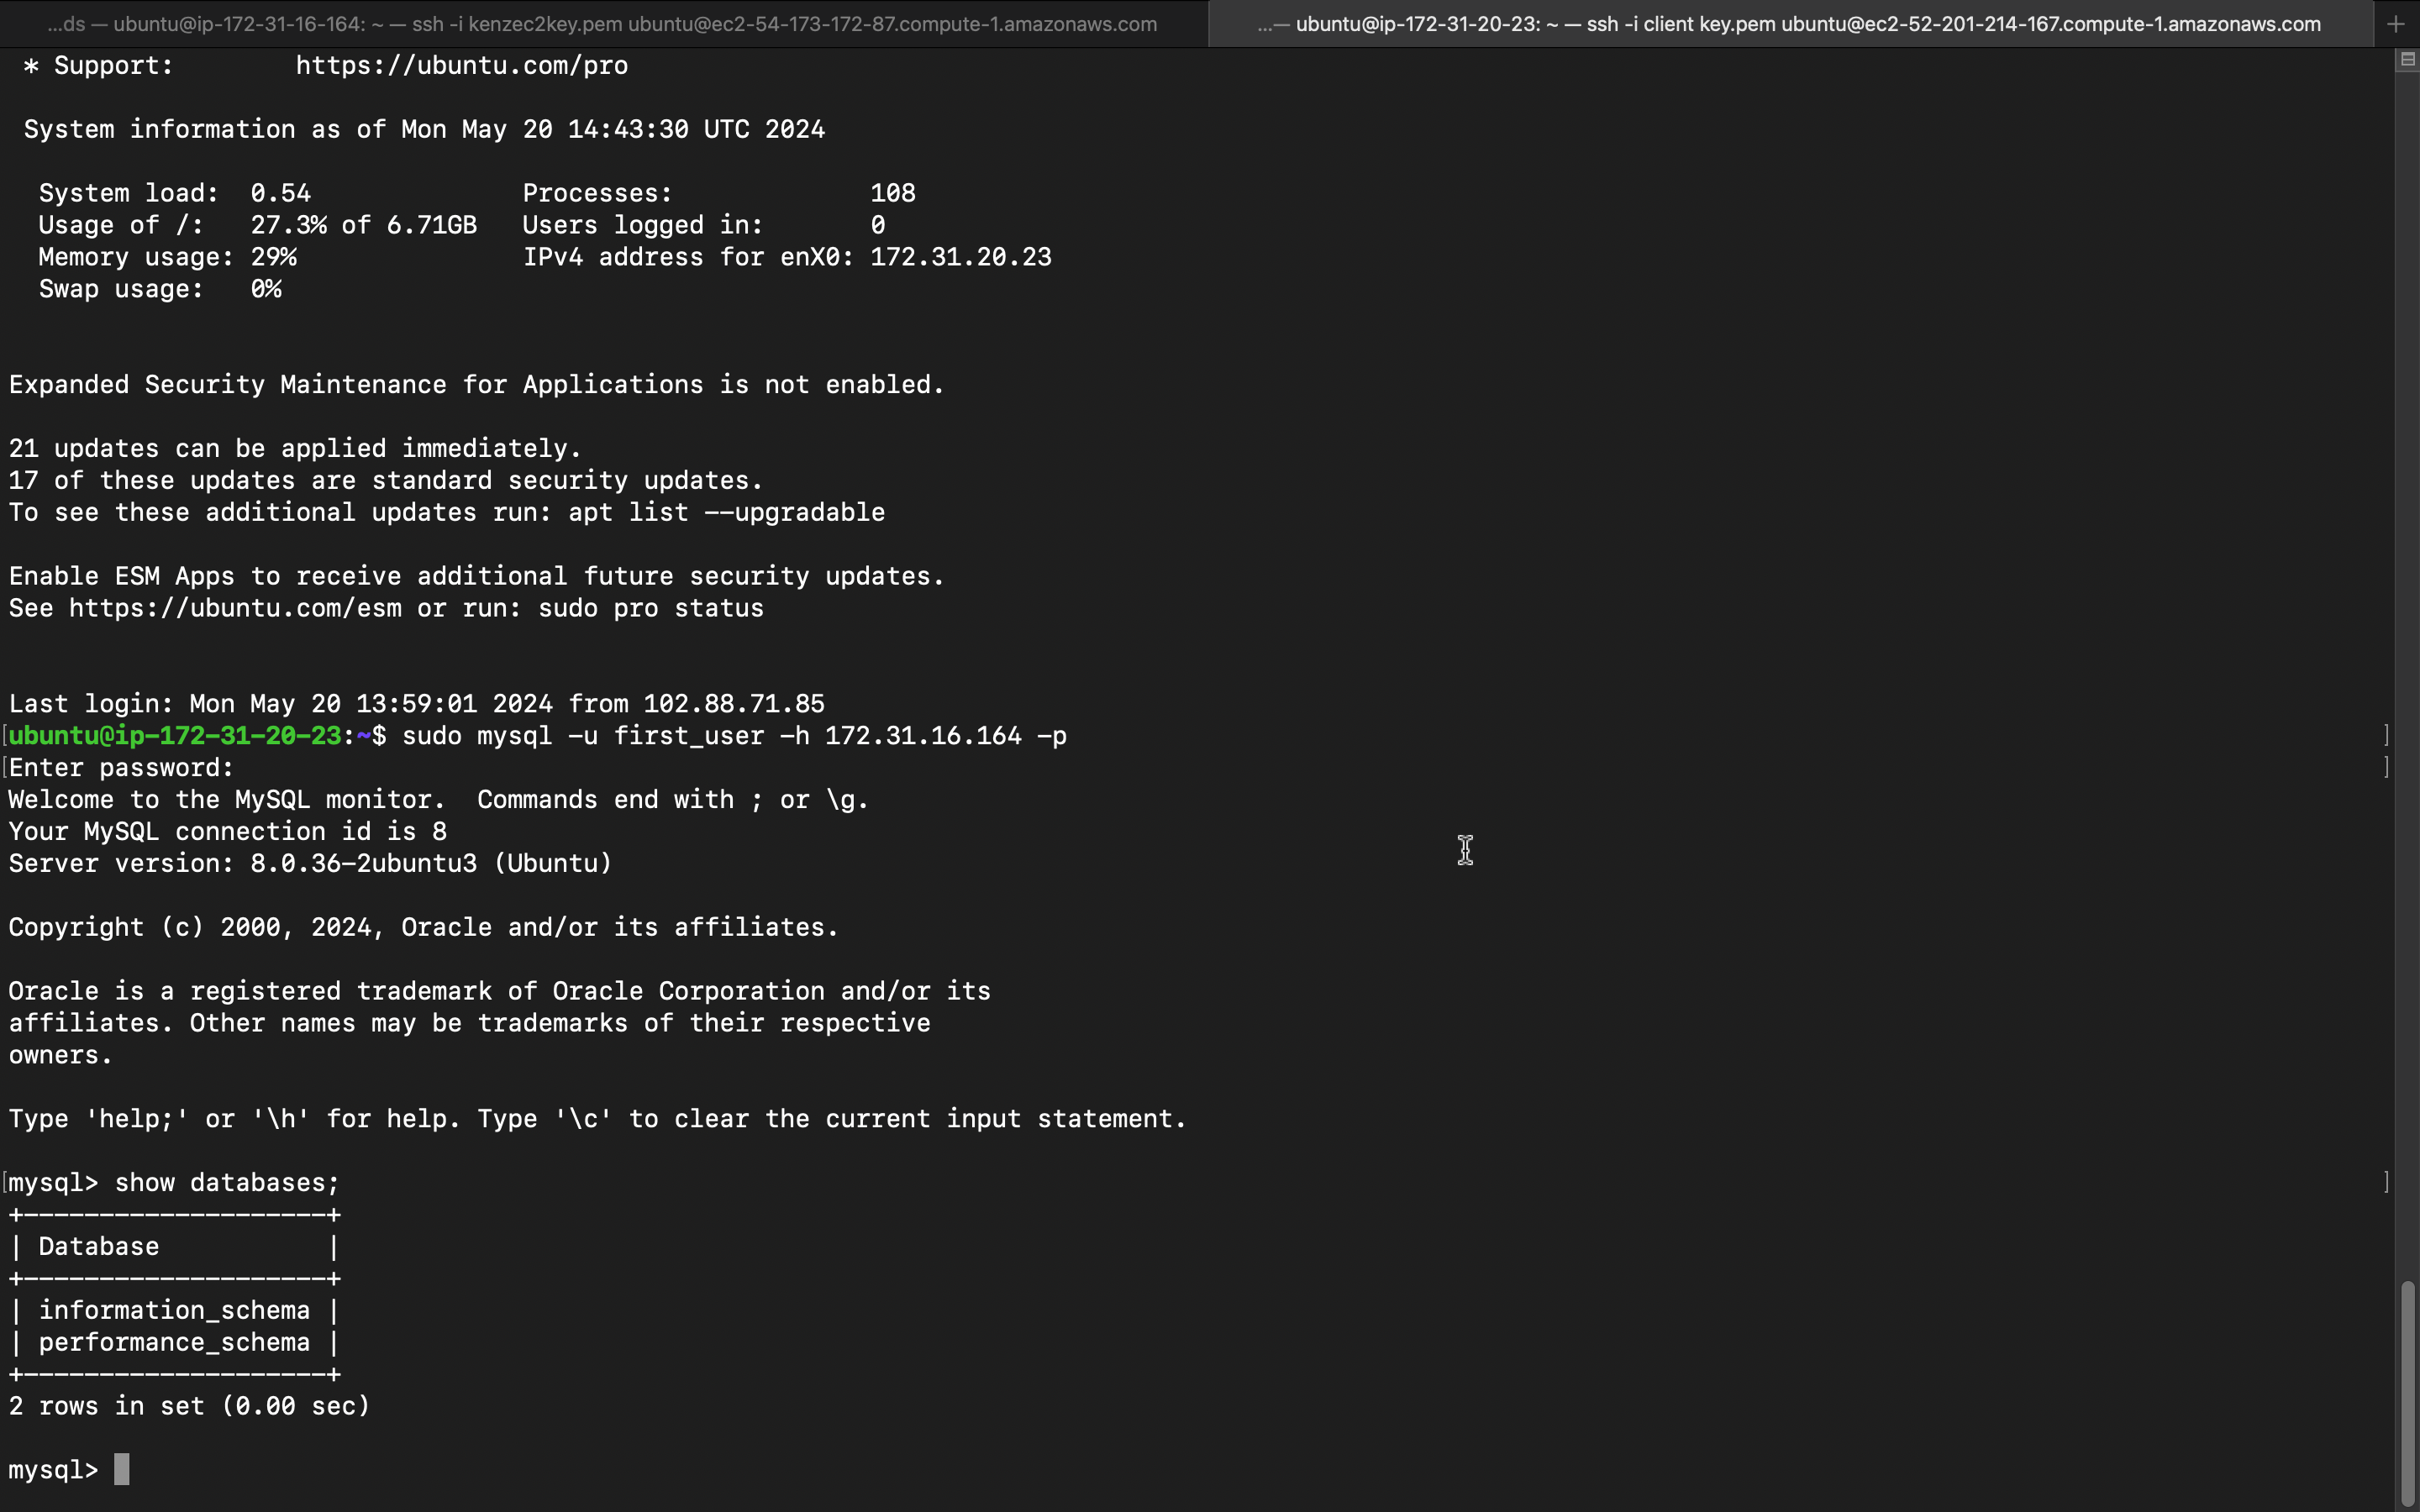 ...ds — ubuntu@ip-172-31-16-164: ~ — ssh -i kenzec2key.pem ubuntu@ec2-54-173-172-87.compute-1.amazonaws.com
...— ubuntu@ip-172-31-20-23: ~ — ssh -i client key.pem ubuntu@ec2-52-201-214-167.compute-1.amazonaws.com
* Support:        https://ubuntu.com/pro
System information as of Mon May 20 14:43:30 UTC 2024
System load:  0.54              Processes:             108
Usage of /:   27.3% of 6.71GB   Users logged in:       0
Memory usage: 29%               IPv4 address for enX0: 172.31.20.23
Swap usage:   0%
Expanded Security Maintenance for Applications is not enabled.
21 updates can be applied immediately.
17 of these updates are standard security updates.
To see these additional updates run: apt list --upgradable
Enable ESM Apps to receive additional future security updates.
See https://ubuntu.com/esm or run: sudo pro status
Last login: Mon May 20 13:59:01 2024 from 102.88.71.85
[ubuntu@ip-172-31-20-23:~$ sudo mysql -u first_user -h 172.31.16.164 -p ]
[Enter password: ]
Welcome to the MySQL monitor.  Commands end with ; or \g.
Your MySQL connection id is 8
Server version: 8.0.36-2ubuntu3 (Ubuntu)
Copyright (c) 2000, 2024, Oracle and/or its affiliates.
Oracle is a registered trademark of Oracle Corporation and/or its
affiliates. Other names may be trademarks of their respective
owners.
Type 'help;' or '\h' for help. Type '\c' to clear the current input statement.
[mysql> show databases; ]
+--------------------+
| Database           |
+--------------------+
| information_schema |
| performance_schema |
+--------------------+
2 rows in set (0.00 sec)
mysql>